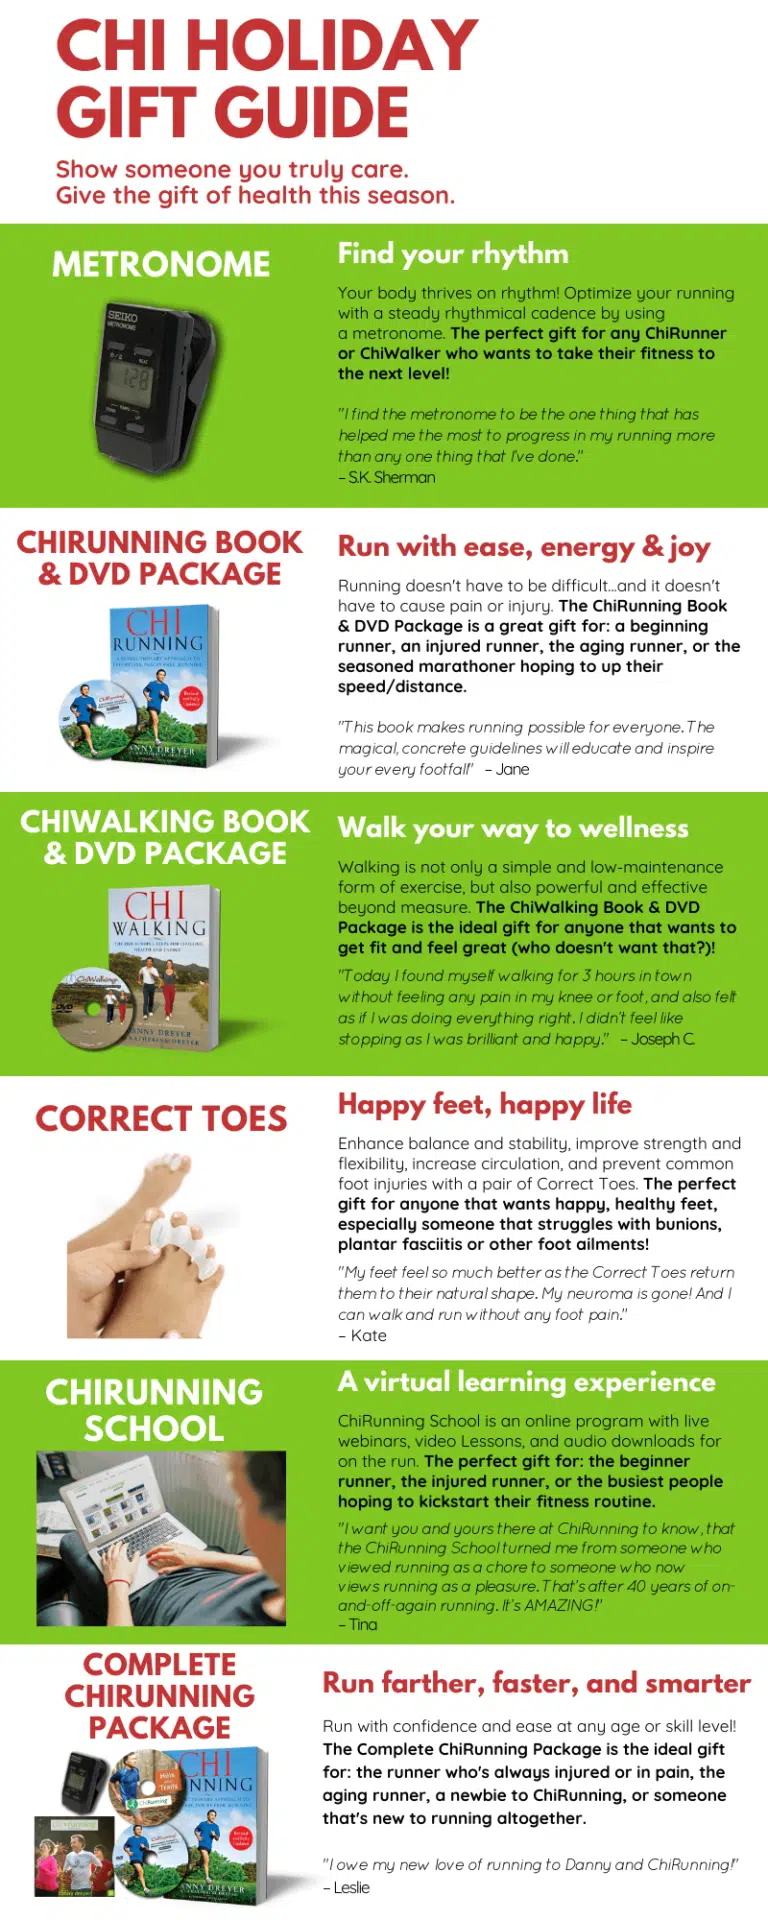 CHI HOLIDAY
GIFT GUIDE
Show someone you truly care.
Give the gift of health this season.
METRONOME
SEIKO
METRONOME
128
Find your rhythm
Your body thrives on rhythm! Optimize your running
with a steady rhythmical cadence by using
a metronome. The perfect gift for any ChiRunner
or ChiWalker who wants to take their fitness to
the next level!
"I find the metronome to be the one thing that has
helped me the most to progress in my running more
than any one thing that I've done."
– S.K. Sherman
CHIRUNNING BOOK
& DVD PACKAGE
CHI
RUNNING
A REVOLUTIONARY APPROACH TO
EFFORTLESS, INJURY-FREE RUNNING
ChiRunning
DANNY DREYER
Run with ease, energy & joy
Running doesn't have to be difficult...and it doesn't
have to cause pain or injury. The ChiRunning Book
& DVD Package is a great gift for: a beginning
runner, an injured runner, the aging runner, or the
seasoned marathoner hoping to up their
speed/distance.
"This book makes running possible for everyone. The
magical, concrete guidelines will educate and inspire
your every footfall!" – Jane
CHIWALKING BOOK
& DVD PACKAGE
CHI
WALKING
ChiWalking
DVD
DANNY DREYER
KATHERINE DREYER
Walk your way to wellness
Walking is not only a simple and low-maintenance
form of exercise, but also powerful and effective
beyond measure. The ChiWalking Book & DVD
Package is the ideal gift for anyone that wants to
get fit and feel great (who doesn't want that?)!
"Today I found myself walking for 3 hours in town
without feeling any pain in my knee or foot, and also felt
as if I was doing everything right. I didn't feel like
stopping as I was brilliant and happy." – Joseph C.
CORRECT TOES
Happy feet, happy life
Enhance balance and stability, improve strength and
flexibility, increase circulation, and prevent common
foot injuries with a pair of Correct Toes. The perfect
gift for anyone that wants happy, healthy feet,
especially someone that struggles with bunions,
plantar fasciitis or other foot ailments!
"My feet feel so much better as the Correct Toes return
them to their natural shape. My neuroma is gone! And I
can walk and run without any foot pain."
– Kate
CHIRUNNING
SCHOOL
A virtual learning experience
ChiRunning School is an online program with live
webinars, video Lessons, and audio downloads for
on the run. The perfect gift for: the beginner
runner, the injured runner, or the busiest people
hoping to kickstart their fitness routine.
"I want you and yours there at ChiRunning to know, that
the ChiRunning School turned me from someone who
viewed running as a chore to someone who now
views running as a pleasure. That's after 40 years of on-
and-off-again running. It's AMAZING!"
– Tina
COMPLETE
CHIRUNNING
PACKAGE
CHI
RUNNING
Hills and Trails
ChiRunning
chirunning
danny dreyer
ANNY DREYER
Run farther, faster, and smarter
Run with confidence and ease at any age or skill level!
The Complete ChiRunning Package is the ideal gift
for: the runner who's always injured or in pain, the
aging runner, a newbie to ChiRunning, or someone
that's new to running altogether.
"I owe my new love of running to Danny and ChiRunning!"
– Leslie